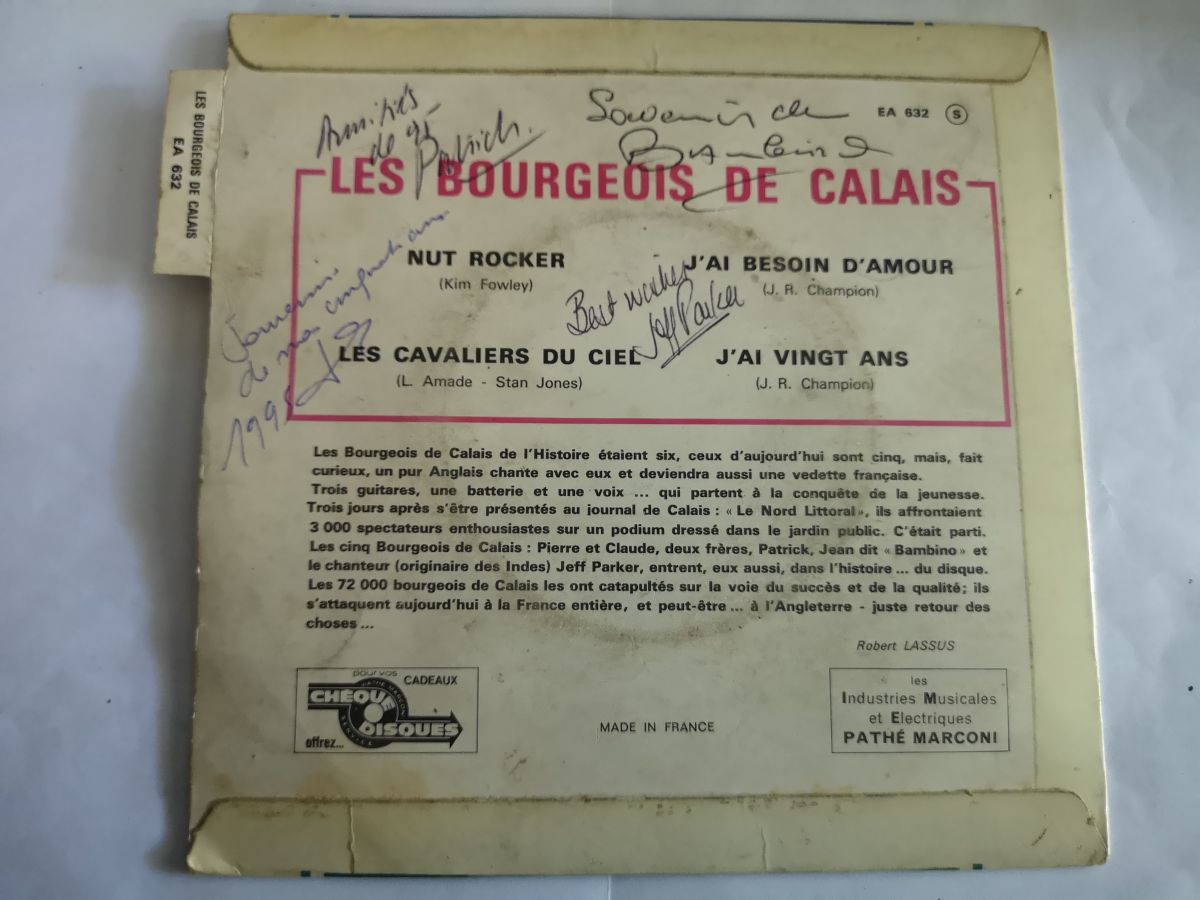 LES BOURGEOIS DE CALAIS
EA 632
Amitiés
de
Patrick.
Souvenir de
EA 632 S
LES BOURGEOIS DE CALAIS
NUT ROCKER
(Kim Fowley)
J'AI BESOIN D'AMOUR
(J. R. Champion)
Best wishes
Jeff Parker
LES CAVALIERS DU CIEL
(L. Amade - Stan Jones)
J'AI VINGT ANS
(J. R. Champion)
Souvenir
de ma
Les Bourgeois de Calais de l'Histoire étaient six, ceux d'aujourd'hui sont cinq, mais, fait
curieux, un pur Anglais chante avec eux et deviendra aussi une vedette française.
Trois guitares, une batterie et une voix ... qui partent à la conquête de la jeunesse.
Trois jours après s'être présentés au journal de Calais : « Le Nord Littoral », ils affrontaient
3 000 spectateurs enthousiastes sur un podium dressé dans le jardin public. C'était parti.
Les cinq Bourgeois de Calais : Pierre et Claude, deux frères, Patrick, Jean dit « Bambino » et
le chanteur (originaire des Indes) Jeff Parker, entrent, eux aussi, dans l'histoire ... du disque.
Les 72 000 bourgeois de Calais les ont catapultés sur la voie du succès et de la qualité; ils
s'attaquent aujourd'hui à la France entière, et peut-être ... à l'Angleterre - juste retour des
choses ...
Robert LASSUS
pour vos CADEAUX
PATHE MARCONI
CHÈQUE
DISQUES
SERVICE
offrez...
MADE IN FRANCE
les
Industries Musicales
et Electriques
PATHÉ MARCONI